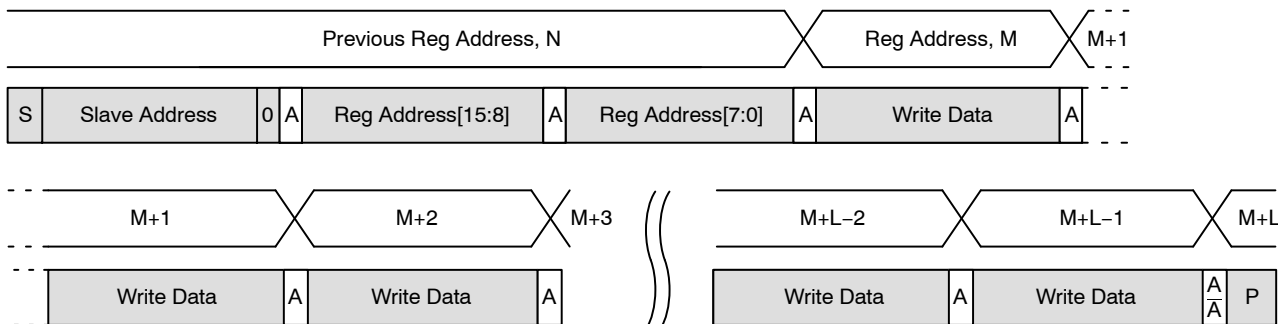 Previous Reg Address, N Reg Address, M M+1
S Slave Address 0 A Reg Address[15:8] A Reg Address[7:0] A Write Data A
M+1 M+2 M+3 M+L−2 M+L−1 M+L
Write Data A Write Data A Write Data A Write Data A/A̅ P